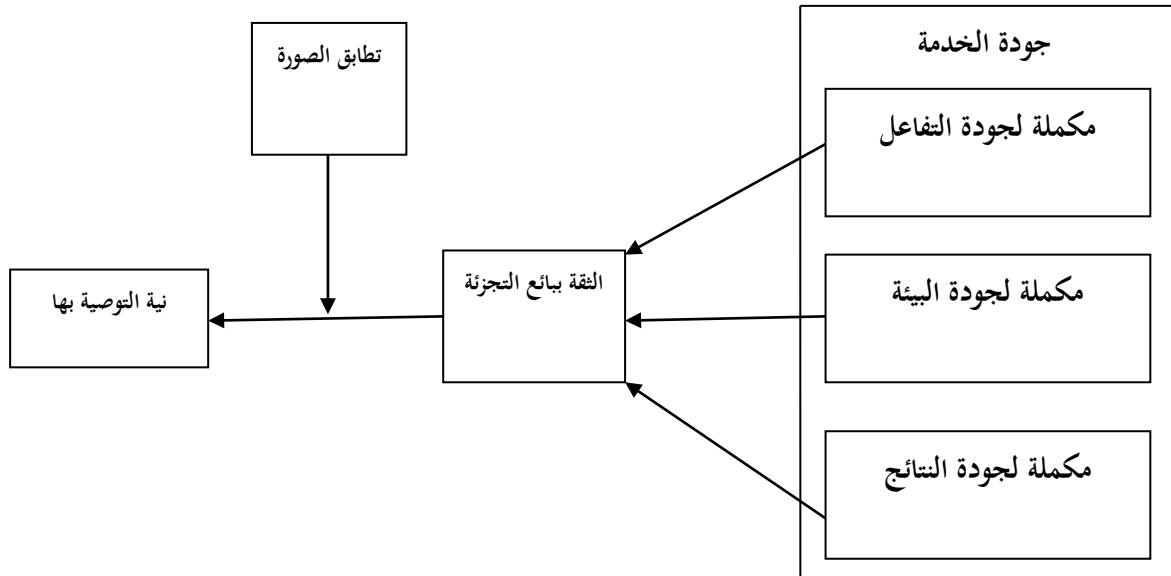 جودة الخدمة
مكملة لجودة التفاعل
مكملة لجودة البيئة
مكملة لجودة النتائج
تطابق الصورة
الثقة ببائع التجزئة
نية التوصية بها